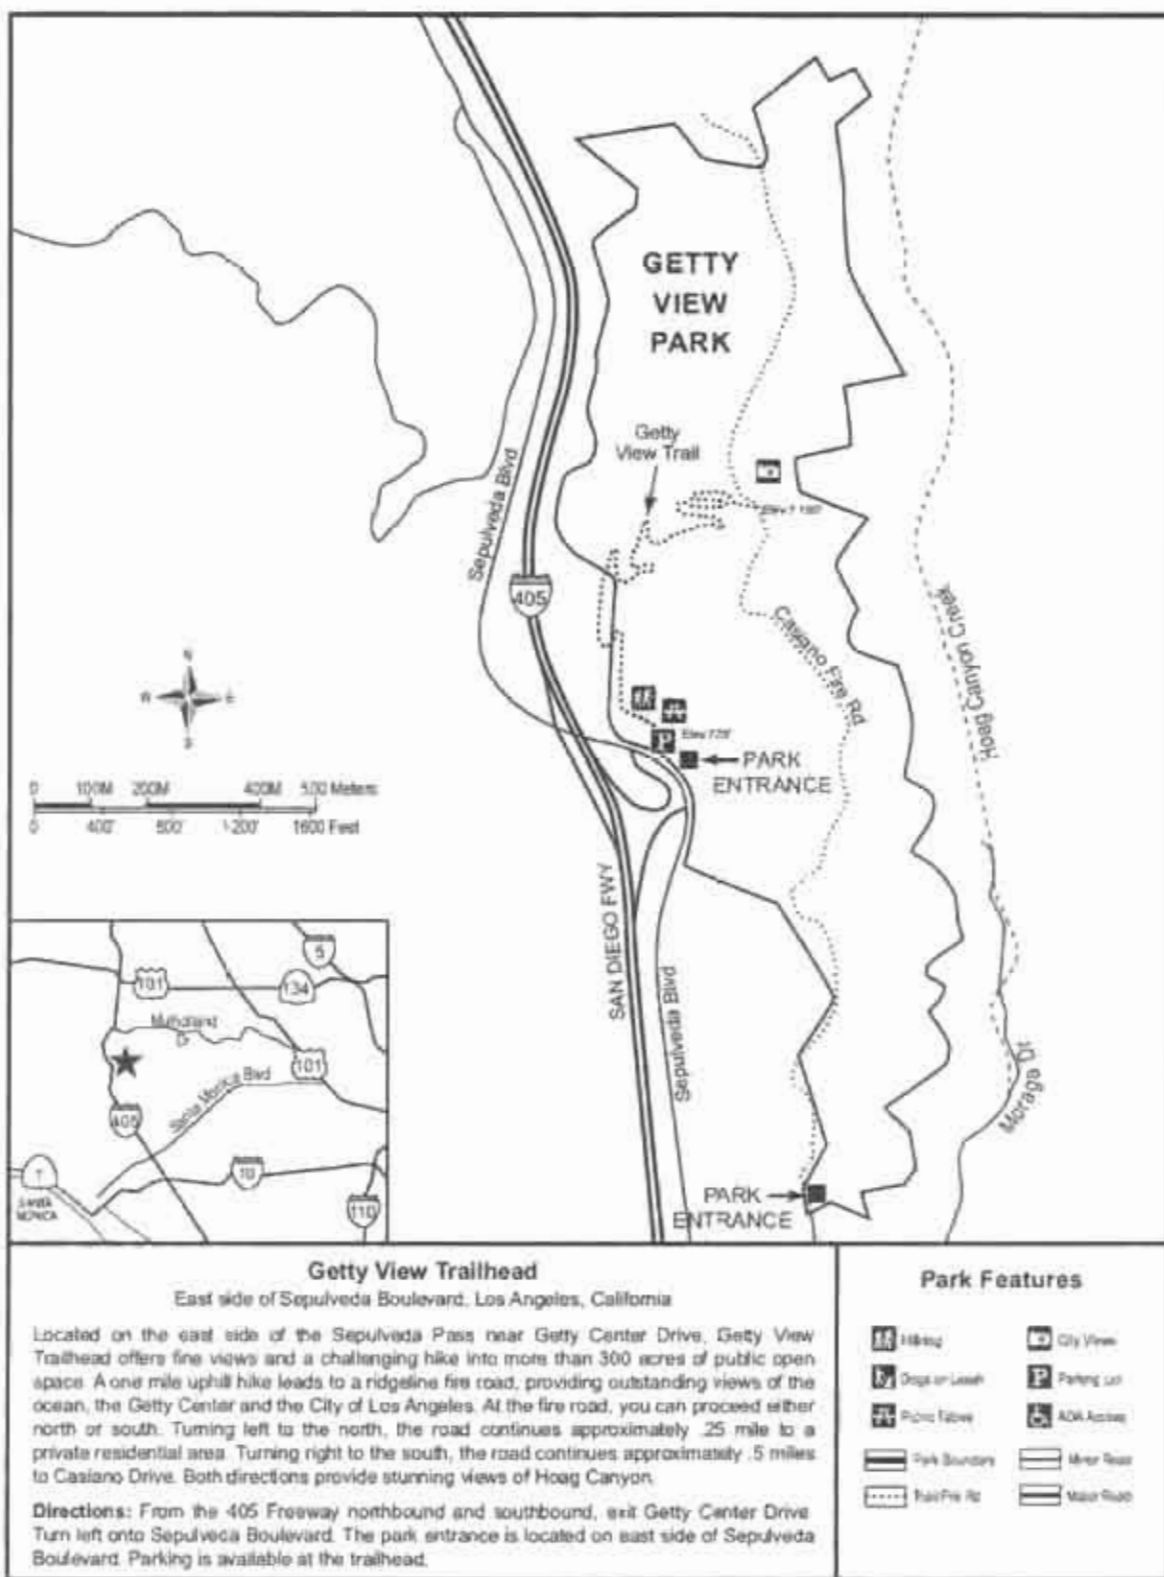 GETTY
VIEW
PARK
Getty
View Trail
Sepulveda Blvd
405
Casiano Fire Rd
Hoag Canyon Creek
N
W
E
S
PARK
ENTRANCE
P
0 100M 200M 400M 500 Meters
0 400' 800' 1200' 1600 Feet
SAN DIEGO FWY
Sepulveda Blvd
Moraga Dr
PARK
ENTRANCE
5
101
134
Mulholland
Dr
101
Santa Monica Blvd
405
1
10
SANTA
MONICA
110
Getty View Trailhead
East side of Sepulveda Boulevard, Los Angeles, California
Located on the east side of the Sepulveda Pass near Getty Center Drive, Getty View
Trailhead offers fine views and a challenging hike into more than 300 acres of public open
space. A one mile uphill hike leads to a ridgeline fire road, providing outstanding views of the
ocean, the Getty Center and the City of Los Angeles. At the fire road, you can proceed either
north or south. Turning left to the north, the road continues approximately .25 mile to a
private residential area. Turning right to the south, the road continues approximately .5 miles
to Casiano Drive. Both directions provide stunning views of Hoag Canyon.
Directions: From the 405 Freeway northbound and southbound, exit Getty Center Drive
Turn left onto Sepulveda Boulevard. The park entrance is located on east side of Sepulveda
Boulevard. Parking is available at the trailhead.
Park Features
Hiking
City Views
Dogs on Leash
P Parking Lot
Picnic Tables
ADA Access
Park Boundary
Minor Road
Trail/Fire Rd
Major Road